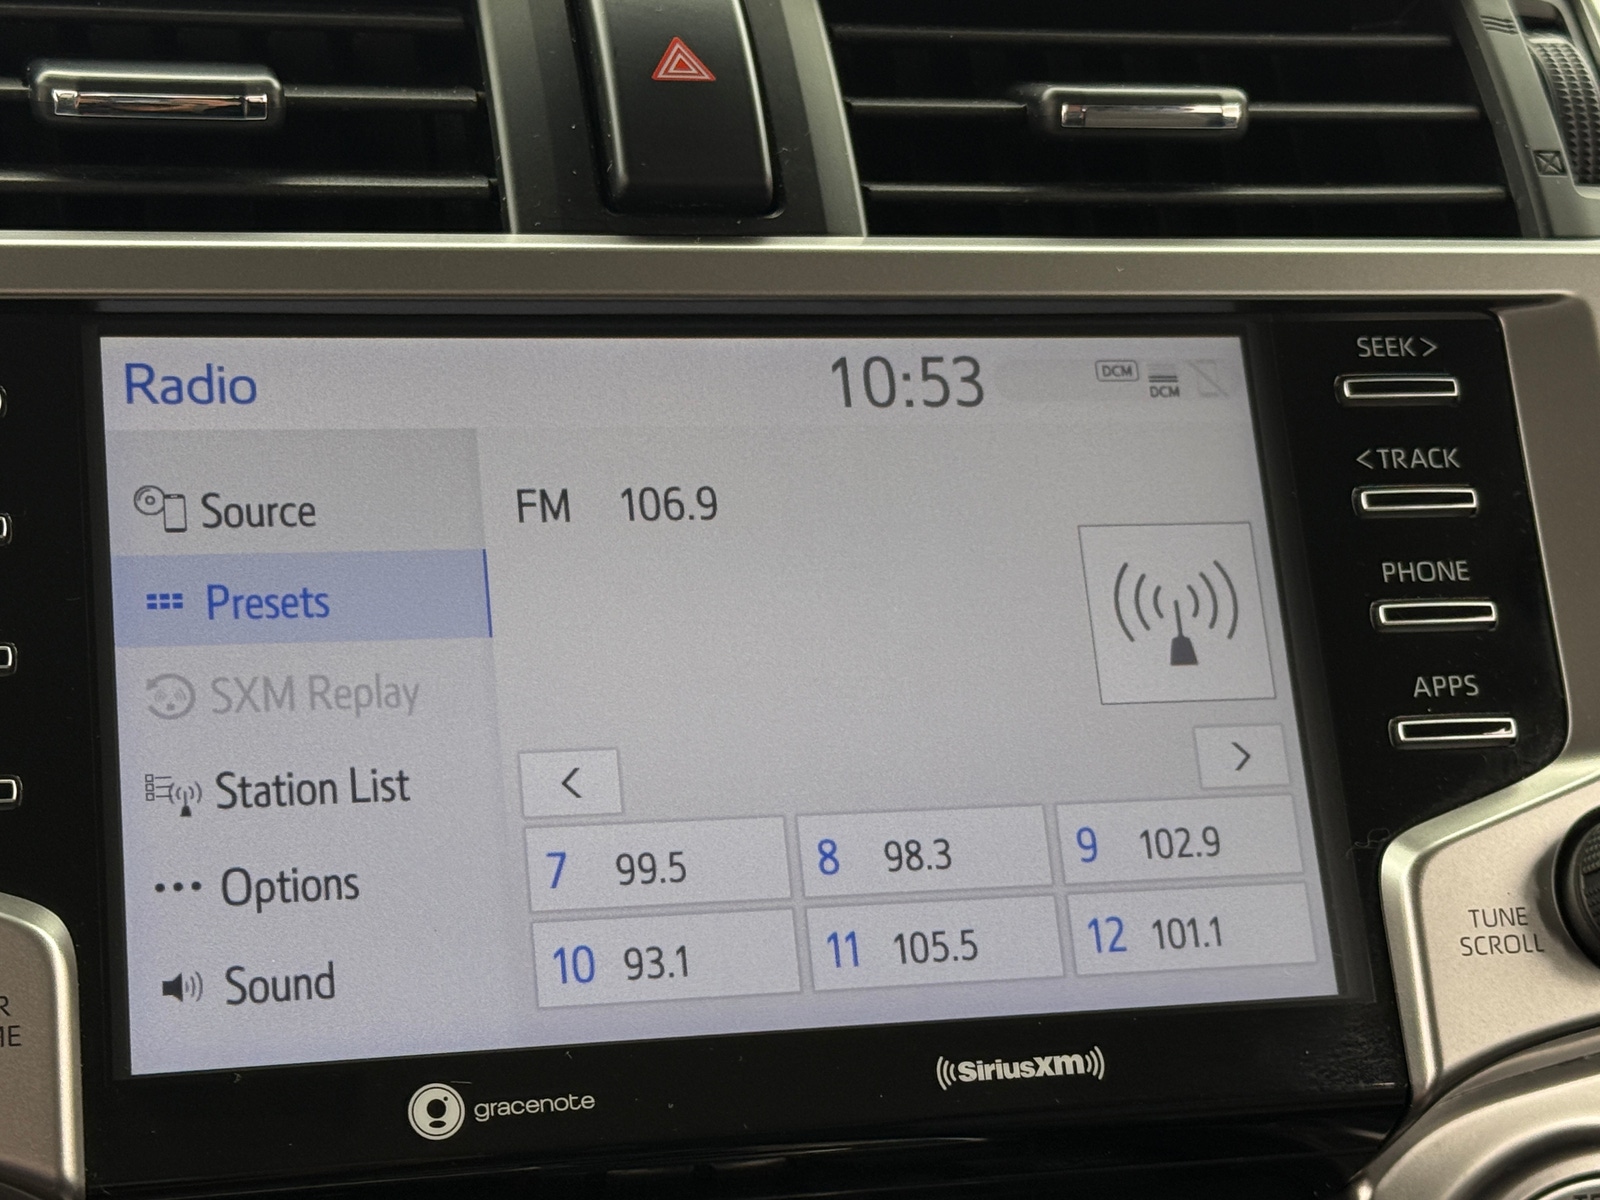 Radio
10:53
DCM
DCM
Source
Presets
SXM Replay
Station List
Options
Sound
FM 106.9
<
>
7 99.5
8 98.3
9 102.9
10 93.1
11 105.5
12 101.1
SEEK >
< TRACK
PHONE
APPS
TUNE
SCROLL
gracenote
((SiriusXM))